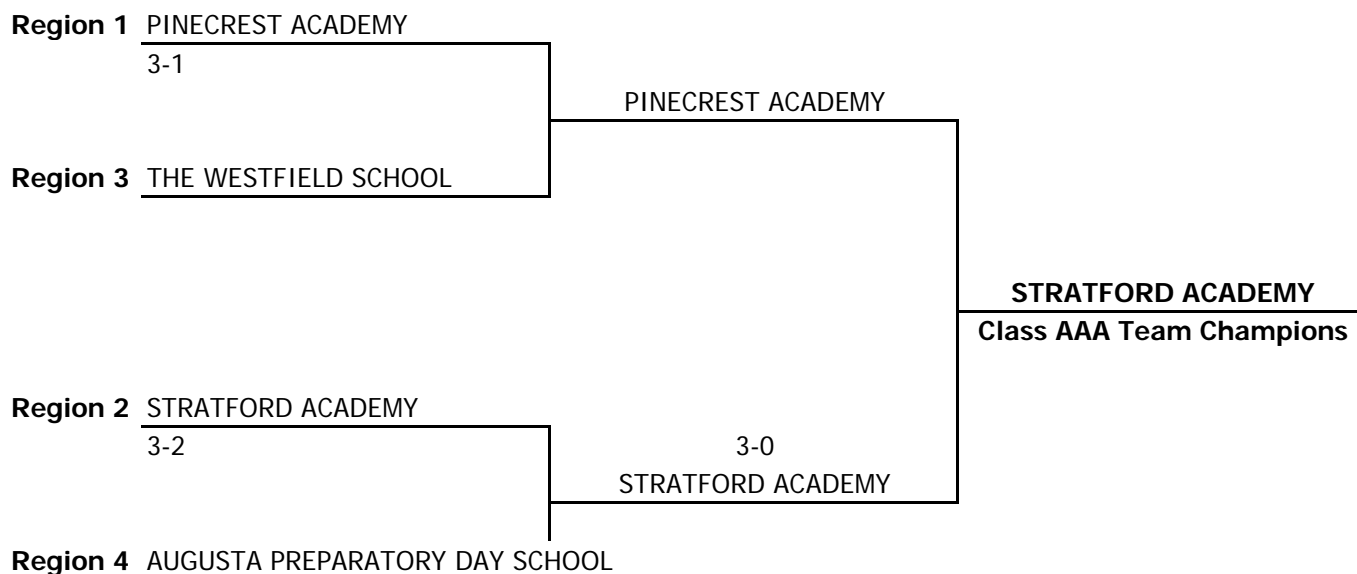 Region 1 PINECREST ACADEMY
3-1
PINECREST ACADEMY
Region 3 THE WESTFIELD SCHOOL
STRATFORD ACADEMY
Class AAA Team Champions
Region 2 STRATFORD ACADEMY
3-2 3-0
STRATFORD ACADEMY
Region 4 AUGUSTA PREPARATORY DAY SCHOOL